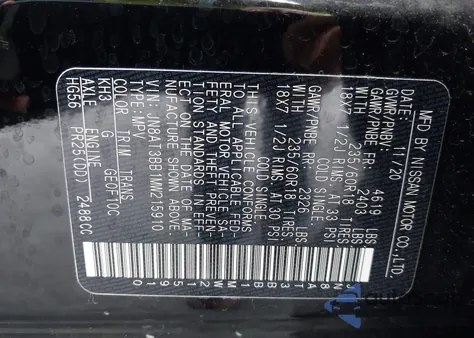 MFD BY NISSAN MOTOR CO.,LTD.
11/20
GVWR/PNBV 4619 LBS
GAWR/PNBE FR. 2403 LBS
WITH 235/60R18 TIRES
18X7 1/2J RIMS AT 33 PSI
COLD SINGLE.
GAWR/PNBE RR. 2326 LBS
WITH 235/60R18 TIRES
18X7 1/2J RIMS AT 30 PSI
COLD SINGLE.
THIS VEHICLE CONFORMS
TO ALL APPLICABLE FED-
ERAL MOTOR VEHICLE SA-
FETY AND THEFT PREVEN-
TION STANDARDS IN EFF-
ECT ON THE DATE OF MA-
NUFACTURE SHOWN ABOVE.
VIN:JN8AT3BB1MW215910
TYPE:MPV
COLOR TRIM TRANS.
KH3 G GE0F10C
AXLE ENGINE
HG56 PR25(DD) 2488CC
JN8AT3BB1MW215910